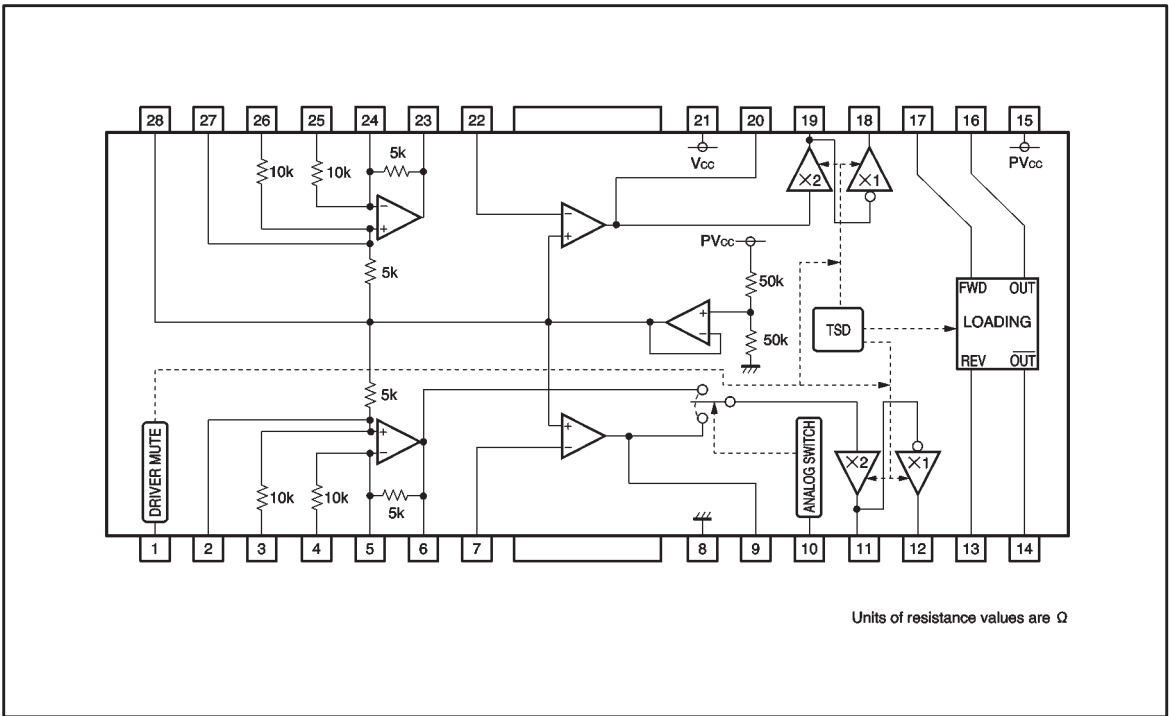 28 27 26 25 24 23 22 21 20 19 18 17 16 15
10k 10k 5k VCC ×2 ×1 PVCC
5k
PVCC
50k
FWD OUT
TSD LOADING
50k
REV OUT
5k
DRIVER MUTE
ANALOG SWITCH
×2 ×1
10k 10k 5k
1 2 3 4 5 6 7 8 9 10 11 12 13 14
Units of resistance values are Ω